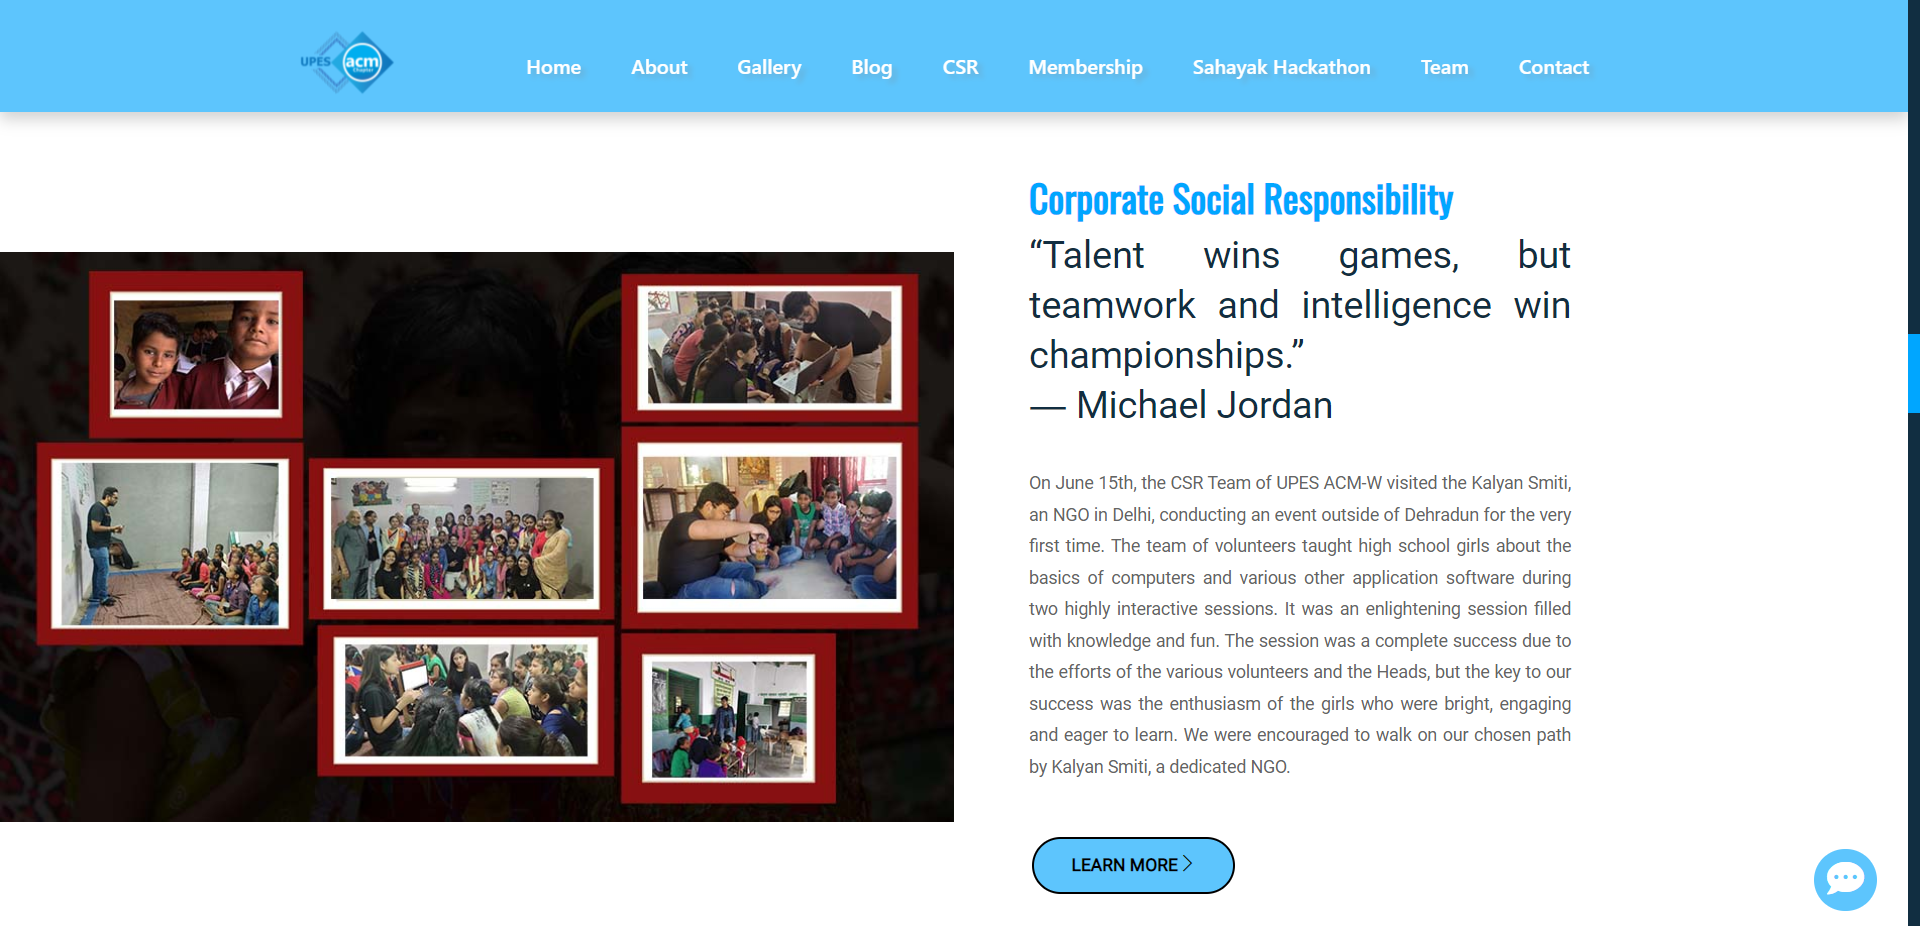 UPES acm Chapter
Home About Gallery Blog CSR Membership Sahayak Hackathon Team Contact
Corporate Social Responsibility
“Talent wins games, but
teamwork and intelligence win
championships.”
— Michael Jordan
On June 15th, the CSR Team of UPES ACM-W visited the Kalyan Smiti,
an NGO in Delhi, conducting an event outside of Dehradun for the very
first time. The team of volunteers taught high school girls about the
basics of computers and various other application software during
two highly interactive sessions. It was an enlightening session filled
with knowledge and fun. The session was a complete success due to
the efforts of the various volunteers and the Heads, but the key to our
success was the enthusiasm of the girls who were bright, engaging
and eager to learn. We were encouraged to walk on our chosen path
by Kalyan Smiti, a dedicated NGO.
LEARN MORE